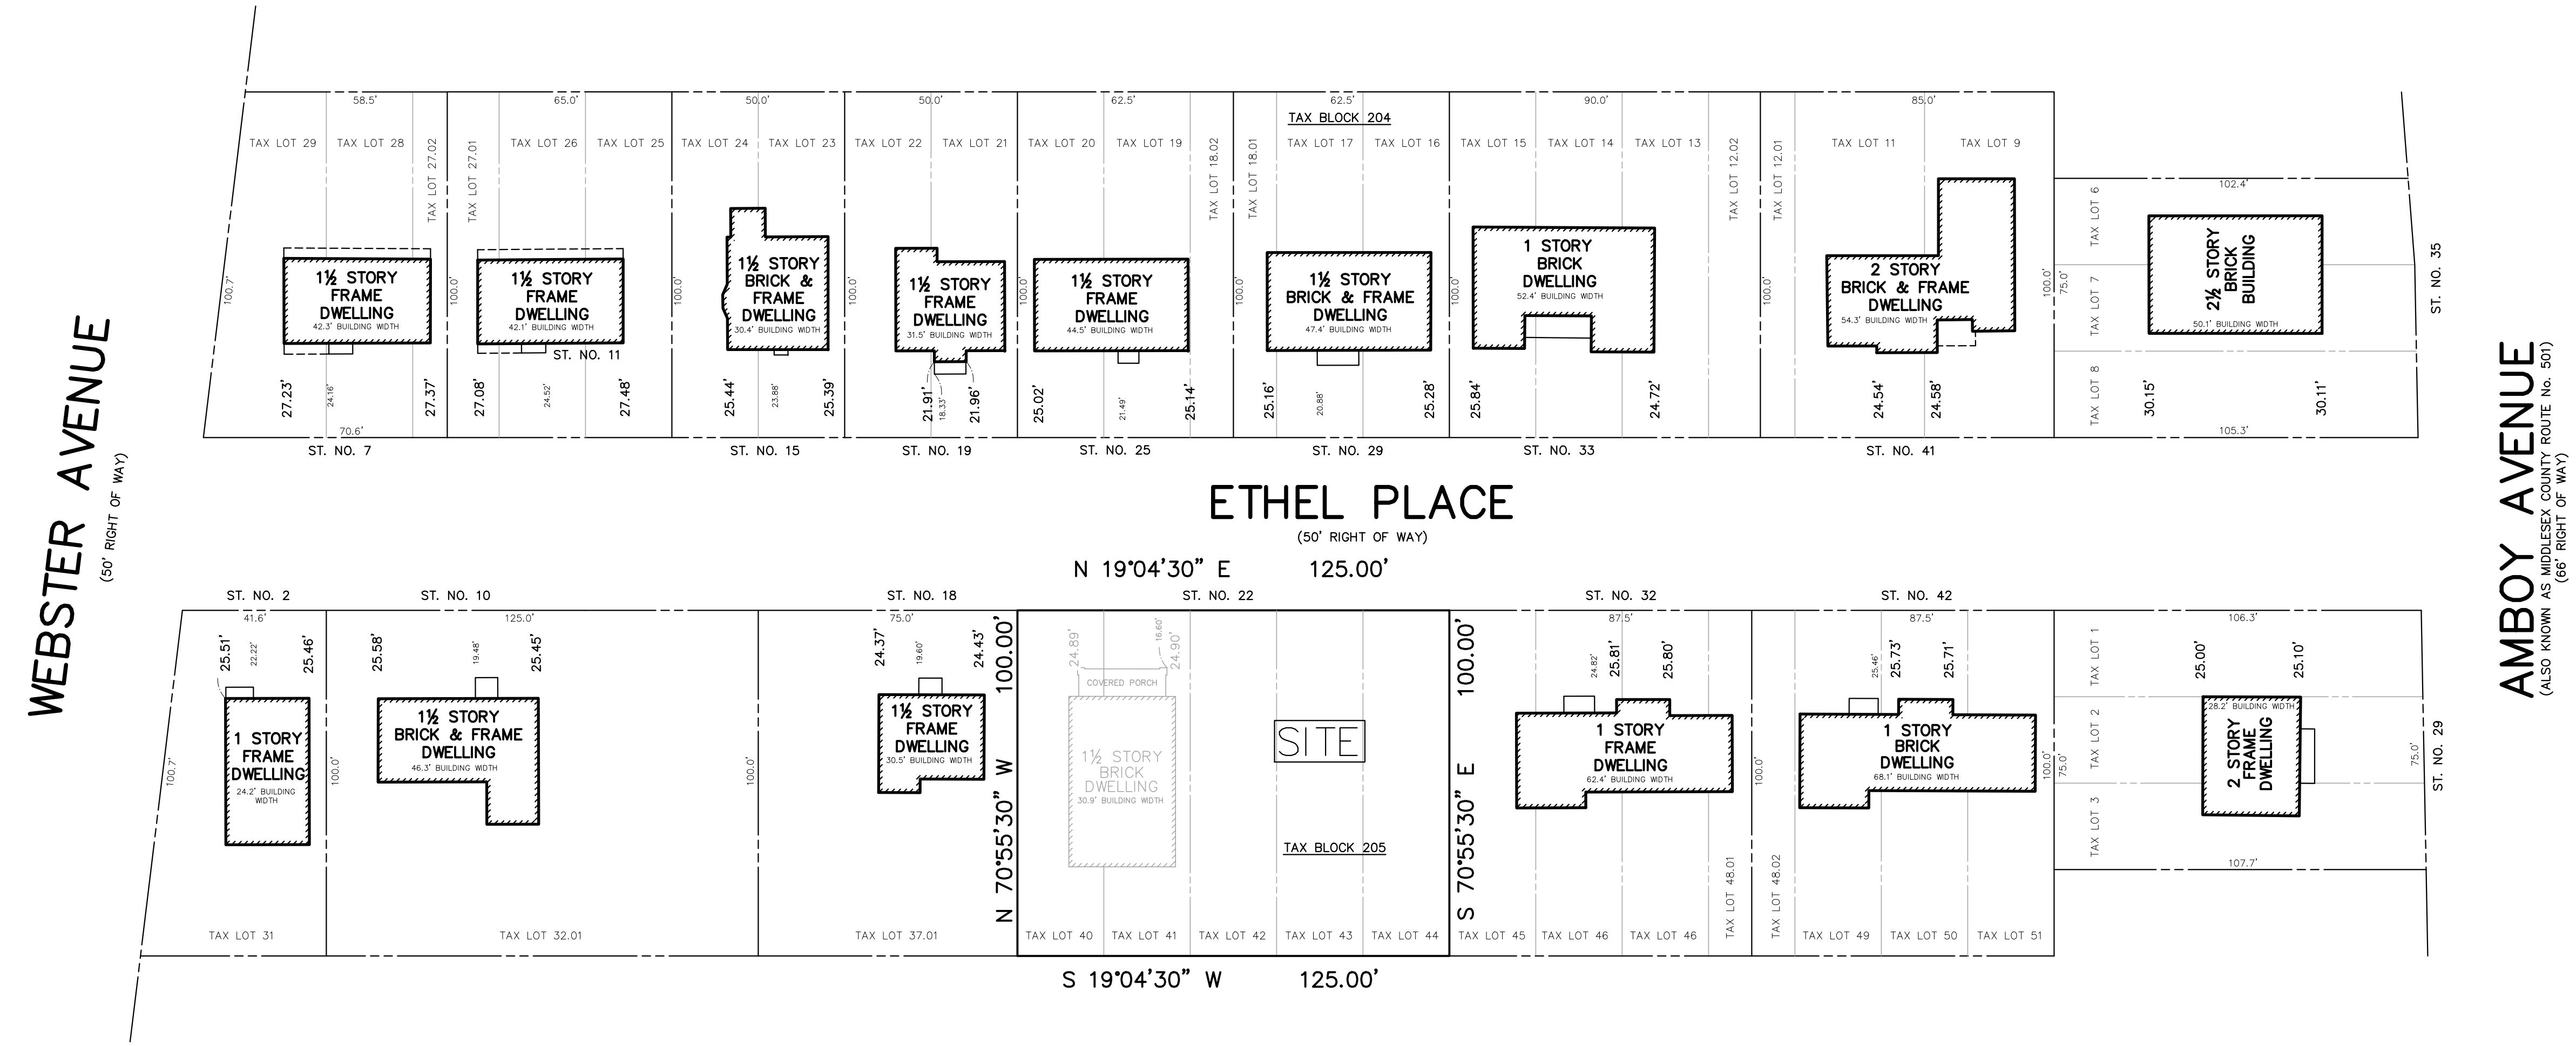 58.5'
65.0'
50.0'
50.0'
62.5'
62.5'
90.0'
85.0'
TAX BLOCK 204
TAX LOT 29
TAX LOT 28
TAX LOT 27.02
TAX LOT 27.01
TAX LOT 26
TAX LOT 25
TAX LOT 24
TAX LOT 23
TAX LOT 22
TAX LOT 21
TAX LOT 20
TAX LOT 19
TAX LOT 18.02
TAX LOT 18.01
TAX LOT 17
TAX LOT 16
TAX LOT 15
TAX LOT 14
TAX LOT 13
TAX LOT 12.02
TAX LOT 12.01
TAX LOT 11
TAX LOT 9
TAX LOT 6
TAX LOT 7
TAX LOT 8
102.4'
100.7'
1½ STORY
FRAME
DWELLING
42.3' BUILDING WIDTH
100.0'
1½ STORY
FRAME
DWELLING
42.1' BUILDING WIDTH
ST. NO. 11
100.0'
1½ STORY
BRICK &
FRAME
DWELLING
30.4' BUILDING WIDTH
100.0'
1½ STORY
FRAME
DWELLING
31.5' BUILDING WIDTH
100.0'
1½ STORY
FRAME
DWELLING
44.5' BUILDING WIDTH
100.0'
1½ STORY
BRICK & FRAME
DWELLING
47.4' BUILDING WIDTH
100.0'
1 STORY
BRICK
DWELLING
52.4' BUILDING WIDTH
100.0'
2 STORY
BRICK & FRAME
DWELLING
54.3' BUILDING WIDTH
100.0'
75.0'
2½ STORY
BRICK
BUILDING
50.1' BUILDING WIDTH
ST. NO. 35
27.23'
24.16'
27.37'
27.08'
24.52'
27.48'
25.44'
23.88'
25.39'
21.91'
18.33'
21.96'
25.02'
21.49'
25.14'
25.16'
20.88'
25.28'
25.84'
24.72'
24.54'
24.58'
30.15'
30.11'
70.6'
105.3'
ST. NO. 7
ST. NO. 15
ST. NO. 19
ST. NO. 25
ST. NO. 29
ST. NO. 33
ST. NO. 41
WEBSTER AVENUE
(50' RIGHT OF WAY)
ETHEL PLACE
(50' RIGHT OF WAY)
N 19°04'30" E 125.00'
AMBOY AVENUE
(ALSO KNOWN AS MIDDLESEX COUNTY ROUTE No. 501)
(66' RIGHT OF WAY)
ST. NO. 2
ST. NO. 10
ST. NO. 18
ST. NO. 22
ST. NO. 32
ST. NO. 42
41.6'
125.0'
75.0'
87.5'
87.5'
106.3'
25.51'
22.22'
25.46'
25.58'
19.48'
25.45'
24.37'
19.60'
24.43'
24.89'
16.60'
24.90'
24.82'
25.81'
25.80'
25.46'
25.73'
25.71'
25.00'
25.10'
100.7'
1 STORY
FRAME
DWELLING
24.2' BUILDING
WIDTH
100.0'
1½ STORY
BRICK & FRAME
DWELLING
46.3' BUILDING WIDTH
100.0'
1½ STORY
FRAME
DWELLING
30.5' BUILDING WIDTH
N 70°55'30" W 100.00'
COVERED PORCH
1½ STORY
BRICK
DWELLING
30.9' BUILDING WIDTH
SITE
TAX BLOCK 205
S 70°55'30" E 100.00'
1 STORY
FRAME
DWELLING
62.4' BUILDING WIDTH
100.0'
1 STORY
BRICK
DWELLING
68.1' BUILDING WIDTH
100.0'
75.0'
TAX LOT 1
TAX LOT 2
TAX LOT 3
28.2' BUILDING WIDTH
2 STORY
FRAME
DWELLING
75.0'
ST. NO. 29
107.7'
TAX LOT 31
TAX LOT 32.01
TAX LOT 37.01
TAX LOT 40
TAX LOT 41
TAX LOT 42
TAX LOT 43
TAX LOT 44
TAX LOT 45
TAX LOT 46
TAX LOT 46
TAX LOT 48.01
TAX LOT 48.02
TAX LOT 49
TAX LOT 50
TAX LOT 51
S 19°04'30" W 125.00'